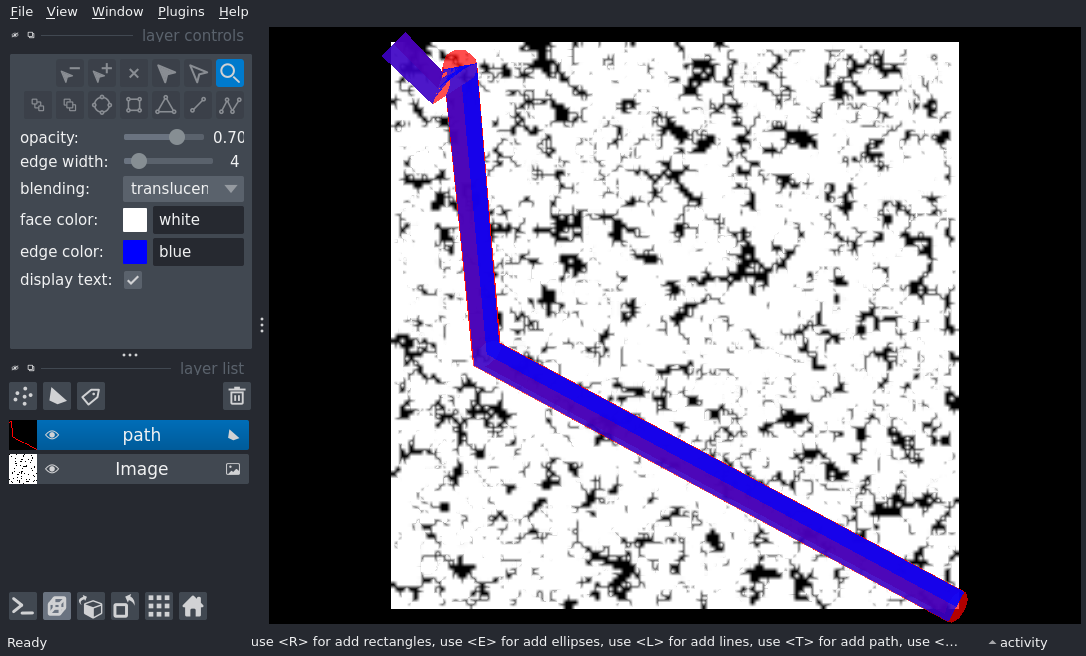 File View Window Plugins Help
layer controls
opacity: 0.70
edge width: 4
blending: translucen
face color: white
edge color: blue
display text:
layer list
path
Image
Ready use <R> for add rectangles, use <E> for add ellipses, use <L> for add lines, use <T> for add path, use <... activity